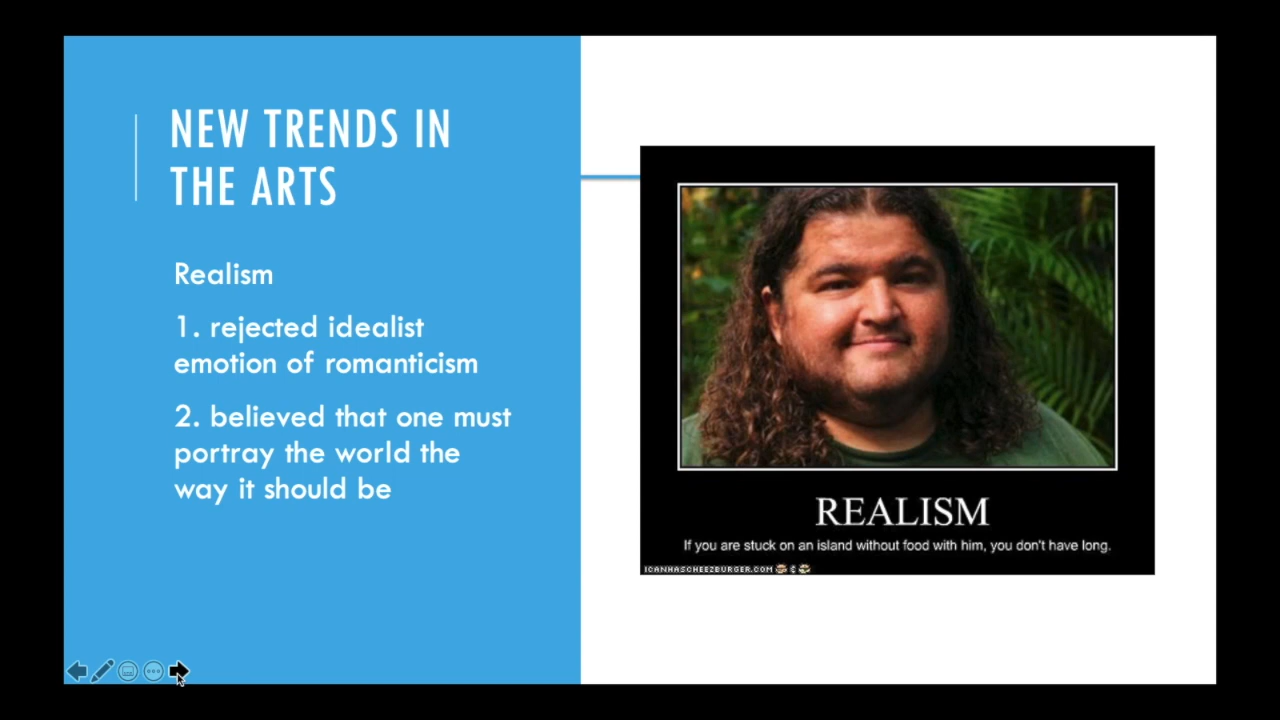 NEW TRENDS IN
THE ARTS
Realism
1. rejected idealist
emotion of romanticism
2. believed that one must
portray the world the
way it should be
REALISM
If you are stuck on an island without food with him, you don't have long.
ICANHASCHEEZBURGER.COM